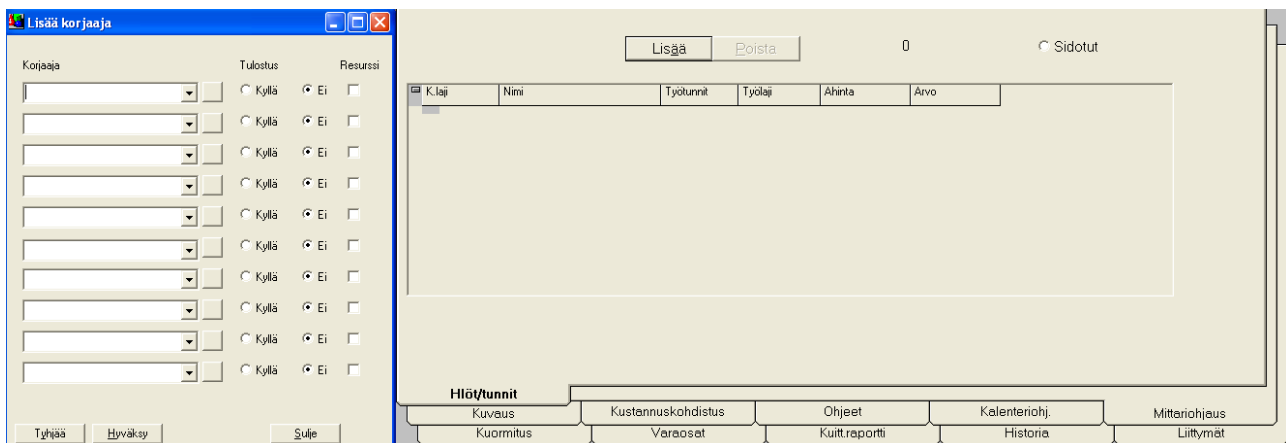 Lisää korjaaja
Korjaaja Tulostus Resurssi
Kyllä Ei
Kyllä Ei
Kyllä Ei
Kyllä Ei
Kyllä Ei
Kyllä Ei
Kyllä Ei
Kyllä Ei
Kyllä Ei
Kyllä Ei
Tyhjää Hyväksy Sulje
Lisää Poista 0 Sidotut
K.laji Nimi Työtunnit Työlaji Ahinta Arvo
Hlöt/tunnit
Kuvaus Kustannuskohdistus Ohjeet Kalenteriohj. Mittariohjaus
Kuormitus Varaosat Kuitt.raportti Historia Liittymät